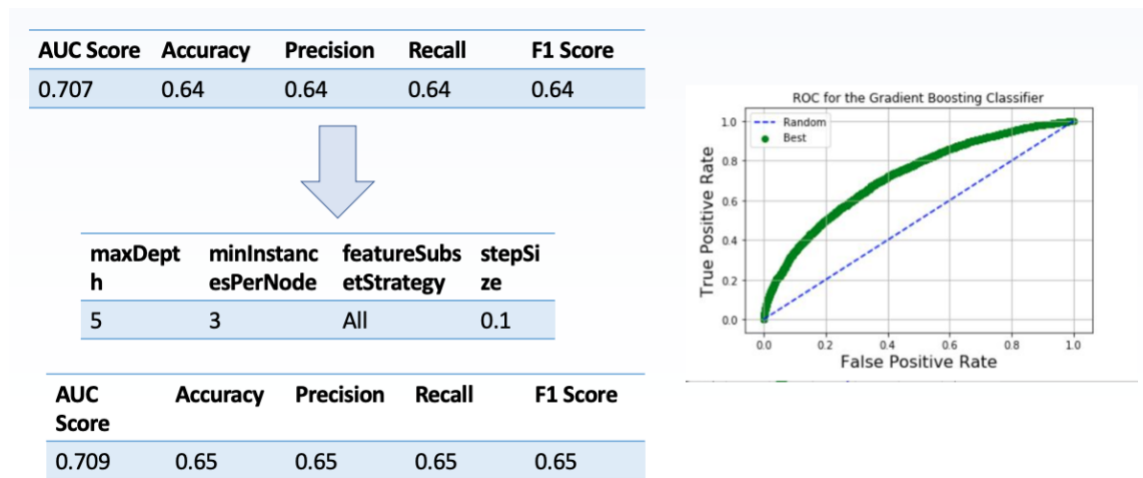 AUC Score Accuracy Precision Recall F1 Score
0.707 0.64 0.64 0.64 0.64
maxDept minInstanc featureSubs stepSi
h esPerNode etStrategy ze
5 3 All 0.1
AUC Accuracy Precision Recall F1 Score
Score
0.709 0.65 0.65 0.65 0.65
ROC for the Gradient Boosting Classifier
Random
Best
True Positive Rate
1.0
0.8
0.6
0.4
0.2
0.0
0.0 0.2 0.4 0.6 0.8 1.0
False Positive Rate